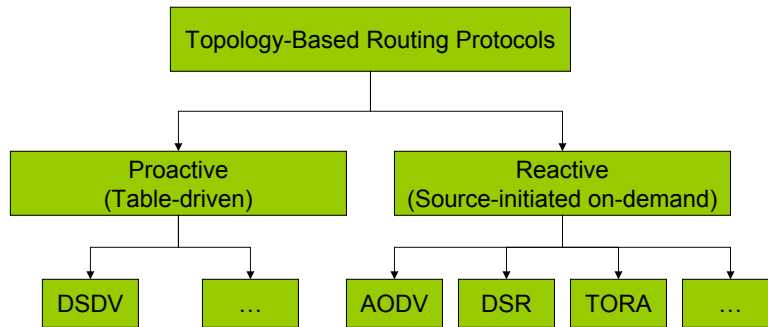 Topology-Based Routing Protocols
Proactive
(Table-driven)
Reactive
(Source-initiated on-demand)
DSDV
…
AODV
DSR
TORA
…